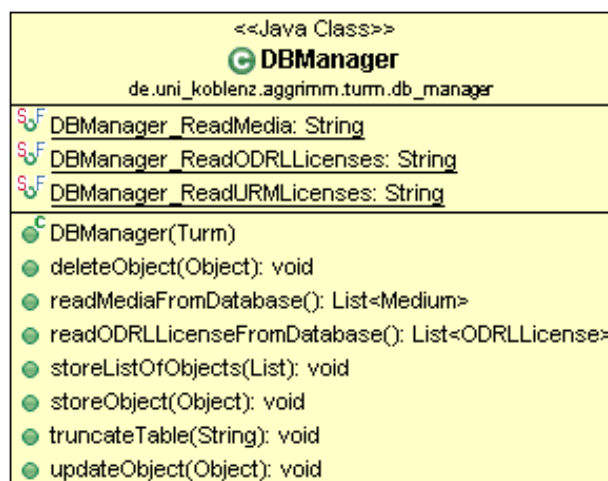 <<Java Class>>
C DBManager
de.uni_koblenz.aggrimm.turm.db_manager
S F DBManager_ReadMedia: String
S F DBManager_ReadODRLLicenses: String
S F DBManager_ReadURMLicenses: String
C DBManager(Turm)
deleteObject(Object): void
readMediaFromDatabase(): List<Medium>
readODRLLicenseFromDatabase(): List<ODRLLicense>
storeListOfObjects(List): void
storeObject(Object): void
truncateTable(String): void
updateObject(Object): void